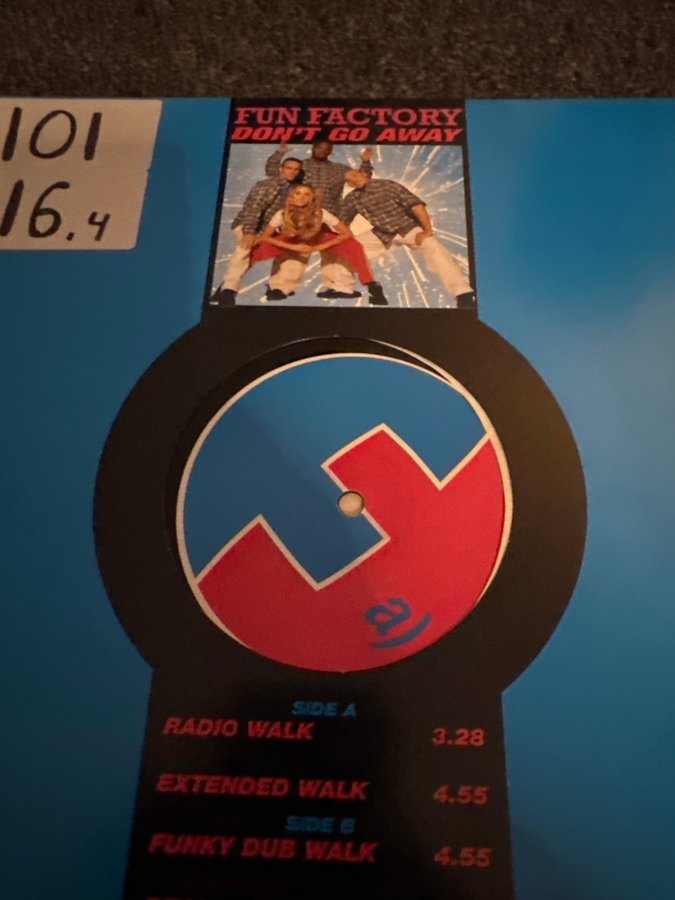 101
16.4
FUN FACTORY
DON'T GO AWAY
a
SIDE A
RADIO WALK 3.28
EXTENDED WALK 4.55
SIDE B
FUNKY DUB WALK 4.55